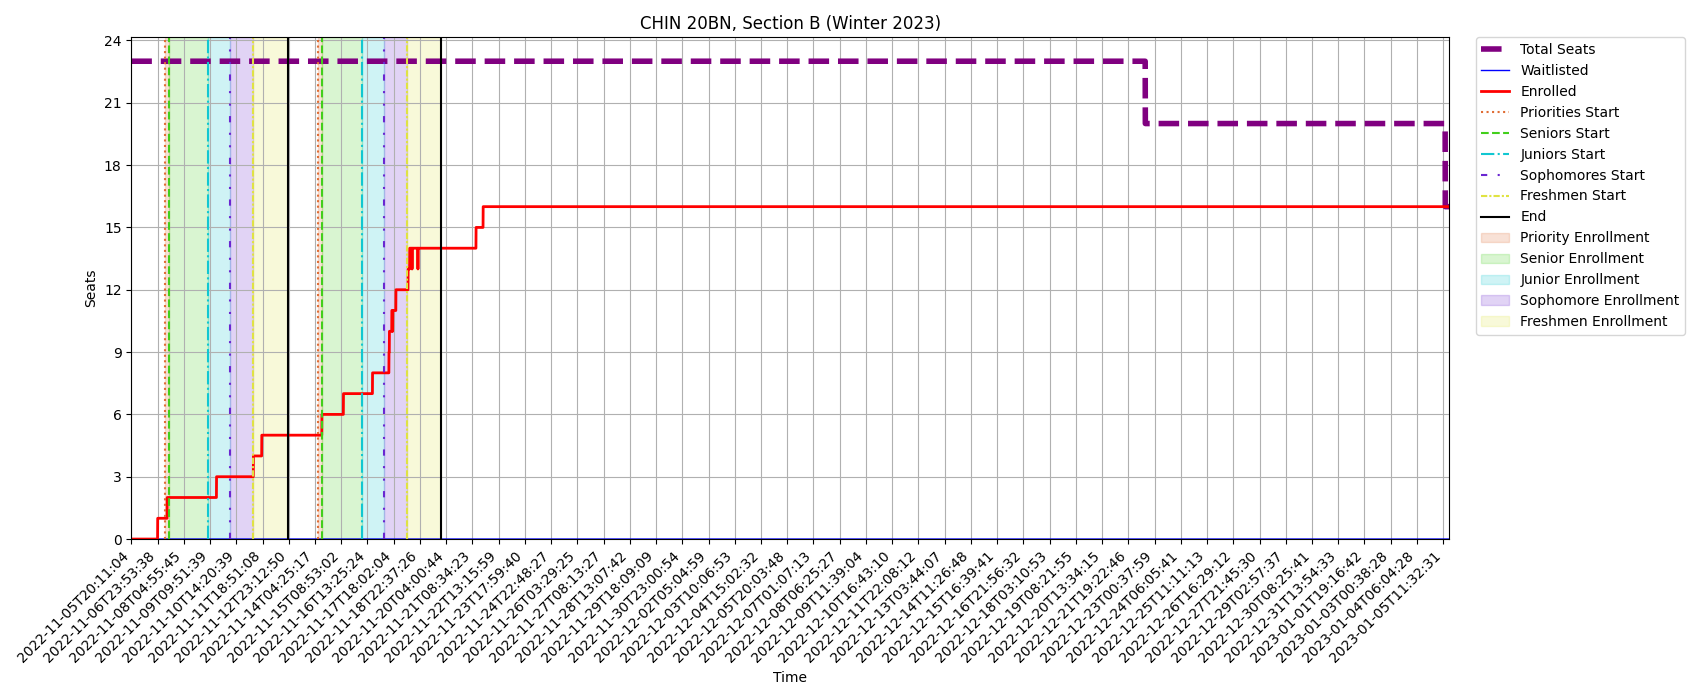 CHIN 20BN, Section B (Winter 2023)
24
21
18
15
12
9
6
3
0
Seats
2022-11-05T20:11:04
2022-11-06T23:53:38
2022-11-08T04:55:45
2022-11-09T09:51:39
2022-11-10T14:20:39
2022-11-11T18:51:08
2022-11-12T23:12:50
2022-11-14T04:25:17
2022-11-15T08:53:02
2022-11-16T13:25:24
2022-11-17T18:02:04
2022-11-18T22:37:26
2022-11-20T04:00:44
2022-11-21T08:34:23
2022-11-22T13:15:59
2022-11-23T17:59:40
2022-11-24T22:48:27
2022-11-26T03:29:25
2022-11-27T08:13:27
2022-11-28T13:07:42
2022-11-29T18:09:09
2022-11-30T23:00:54
2022-12-02T05:04:59
2022-12-03T10:06:53
2022-12-04T15:02:32
2022-12-05T20:03:48
2022-12-07T01:07:13
2022-12-08T06:25:27
2022-12-09T11:39:04
2022-12-10T16:43:10
2022-12-11T22:08:12
2022-12-13T03:44:07
2022-12-14T11:26:48
2022-12-15T16:39:41
2022-12-16T21:56:32
2022-12-18T03:10:53
2022-12-19T08:21:55
2022-12-20T13:34:15
2022-12-21T19:22:46
2022-12-23T00:37:59
2022-12-24T06:05:41
2022-12-25T11:11:13
2022-12-26T16:29:12
2022-12-27T21:45:30
2022-12-29T02:57:37
2022-12-30T08:25:41
2022-12-31T13:54:33
2023-01-01T19:16:42
2023-01-03T00:38:28
2023-01-04T06:04:28
2023-01-05T11:32:31
Time
Total Seats
Waitlisted
Enrolled
Priorities Start
Seniors Start
Juniors Start
Sophomores Start
Freshmen Start
End
Priority Enrollment
Senior Enrollment
Junior Enrollment
Sophomore Enrollment
Freshmen Enrollment